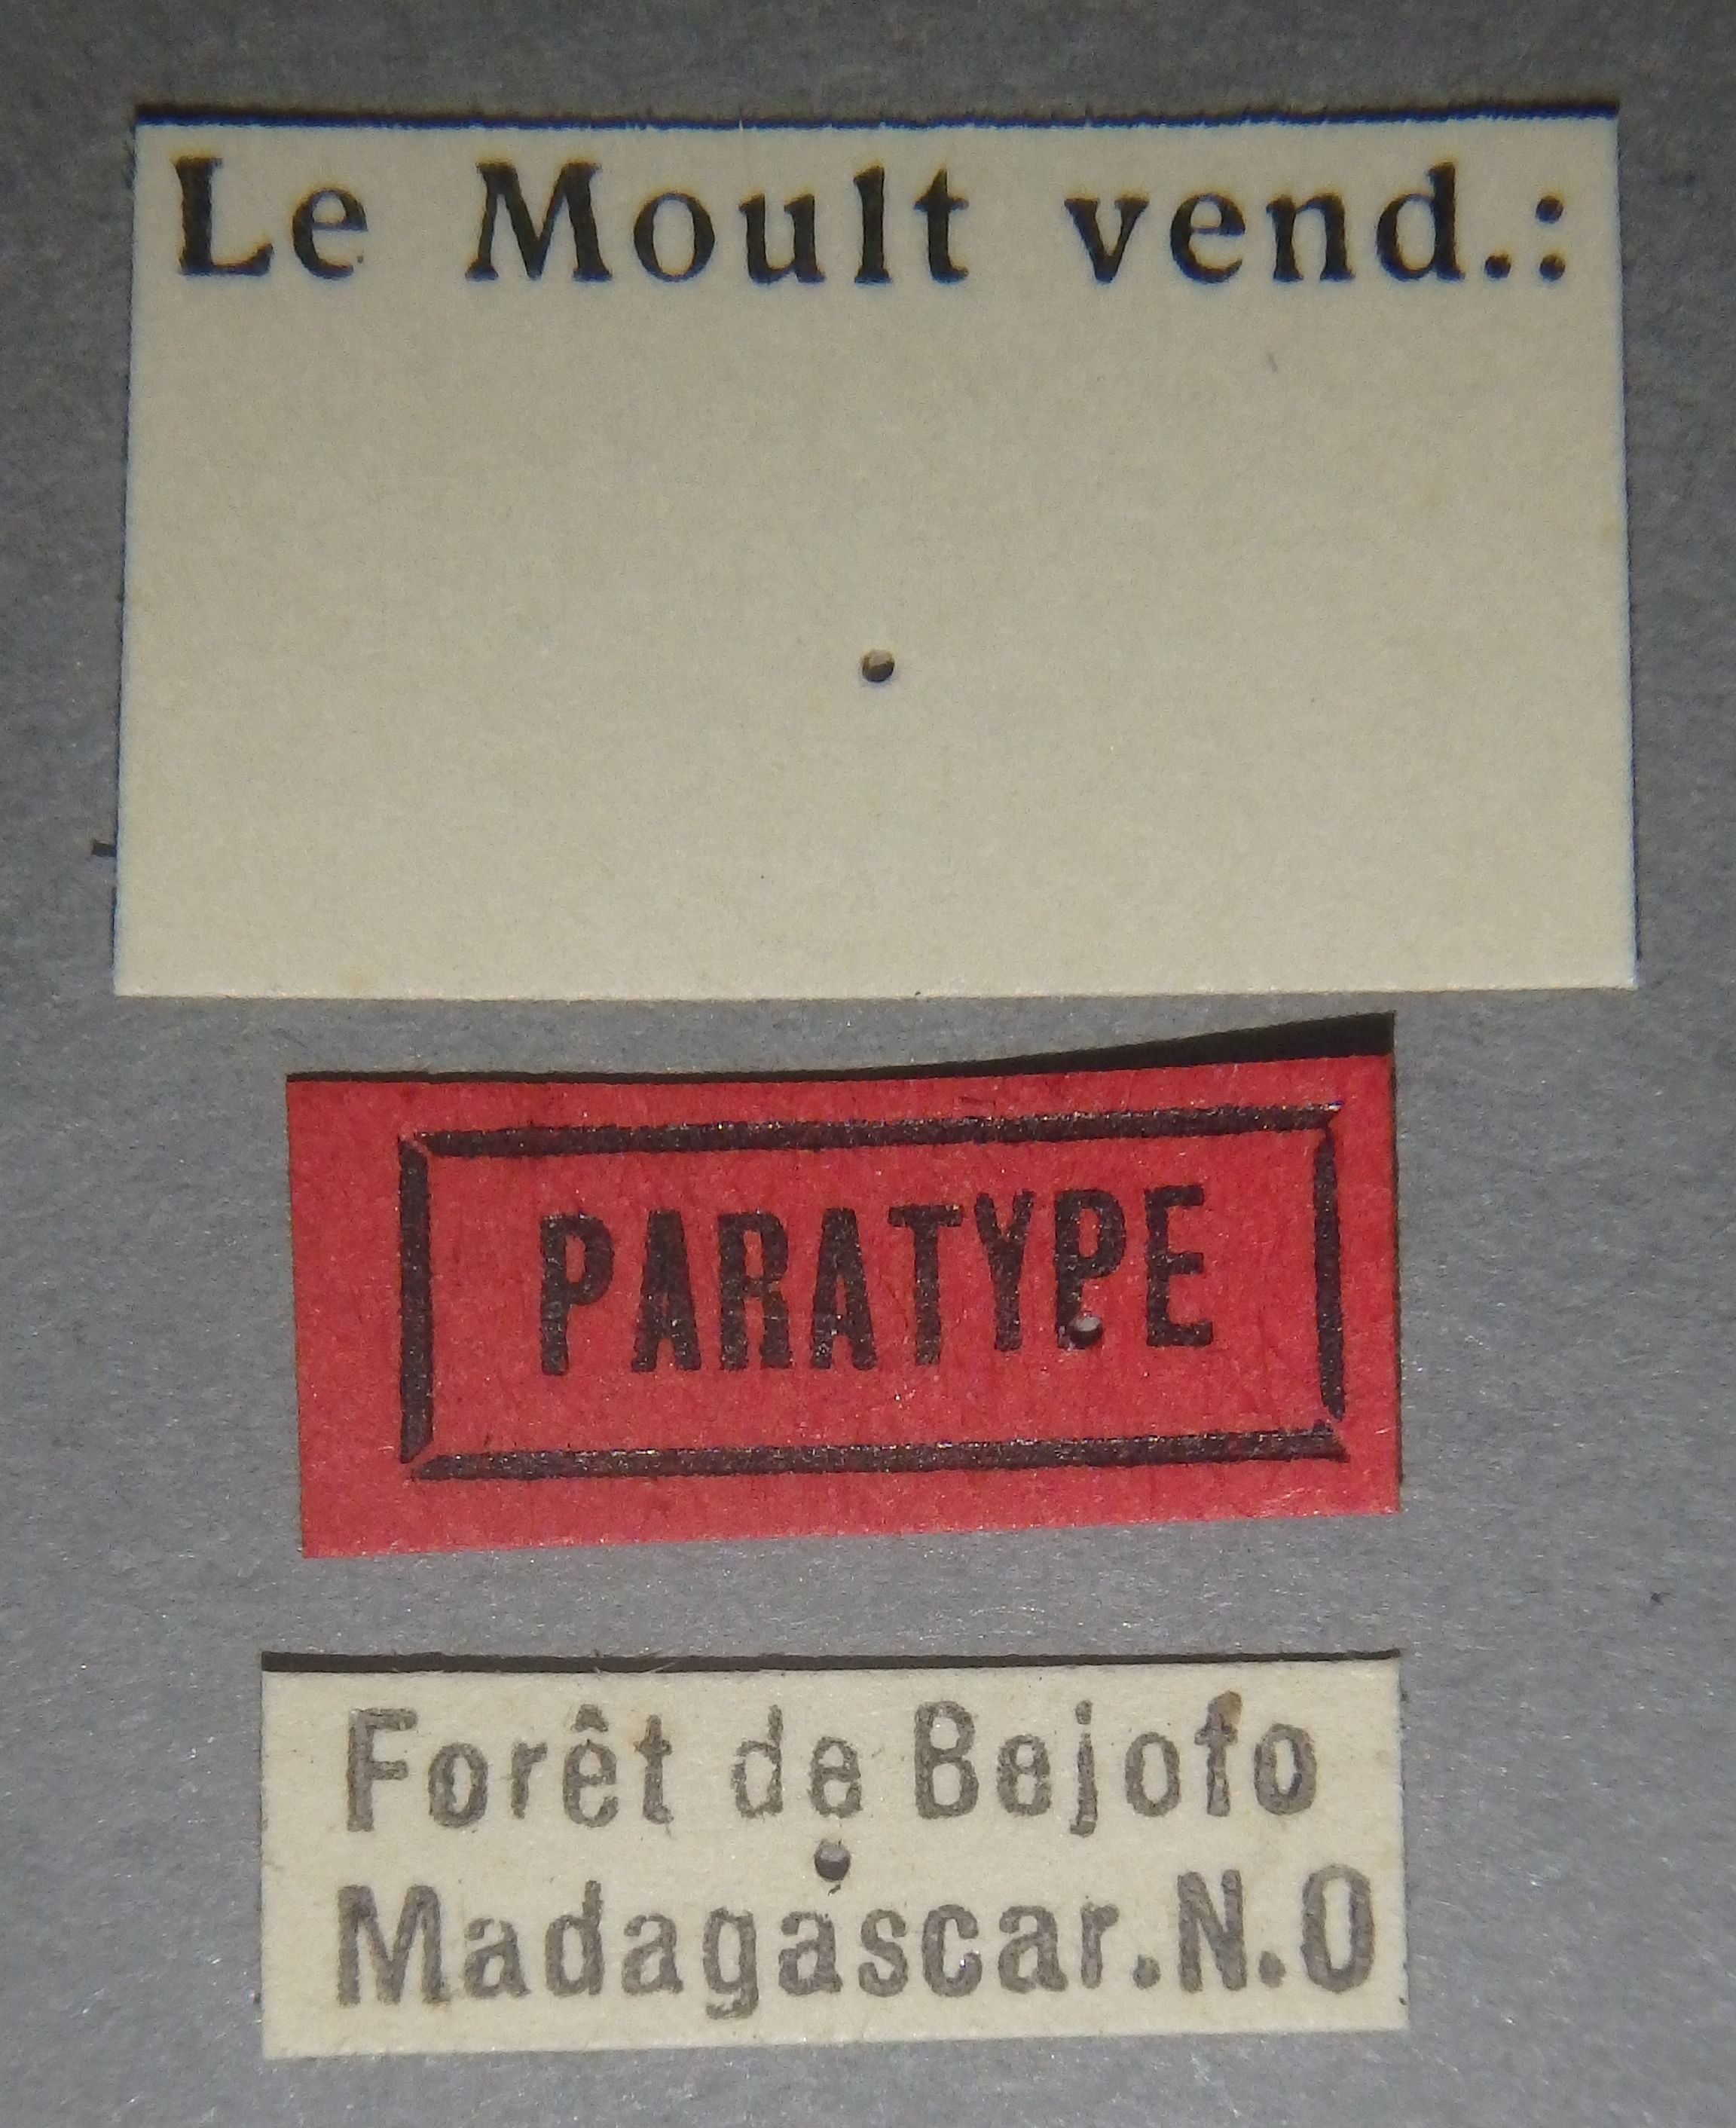 Le Moult vend.:
PARATYPE
Forêt de Bejofo
Madagascar.N.O